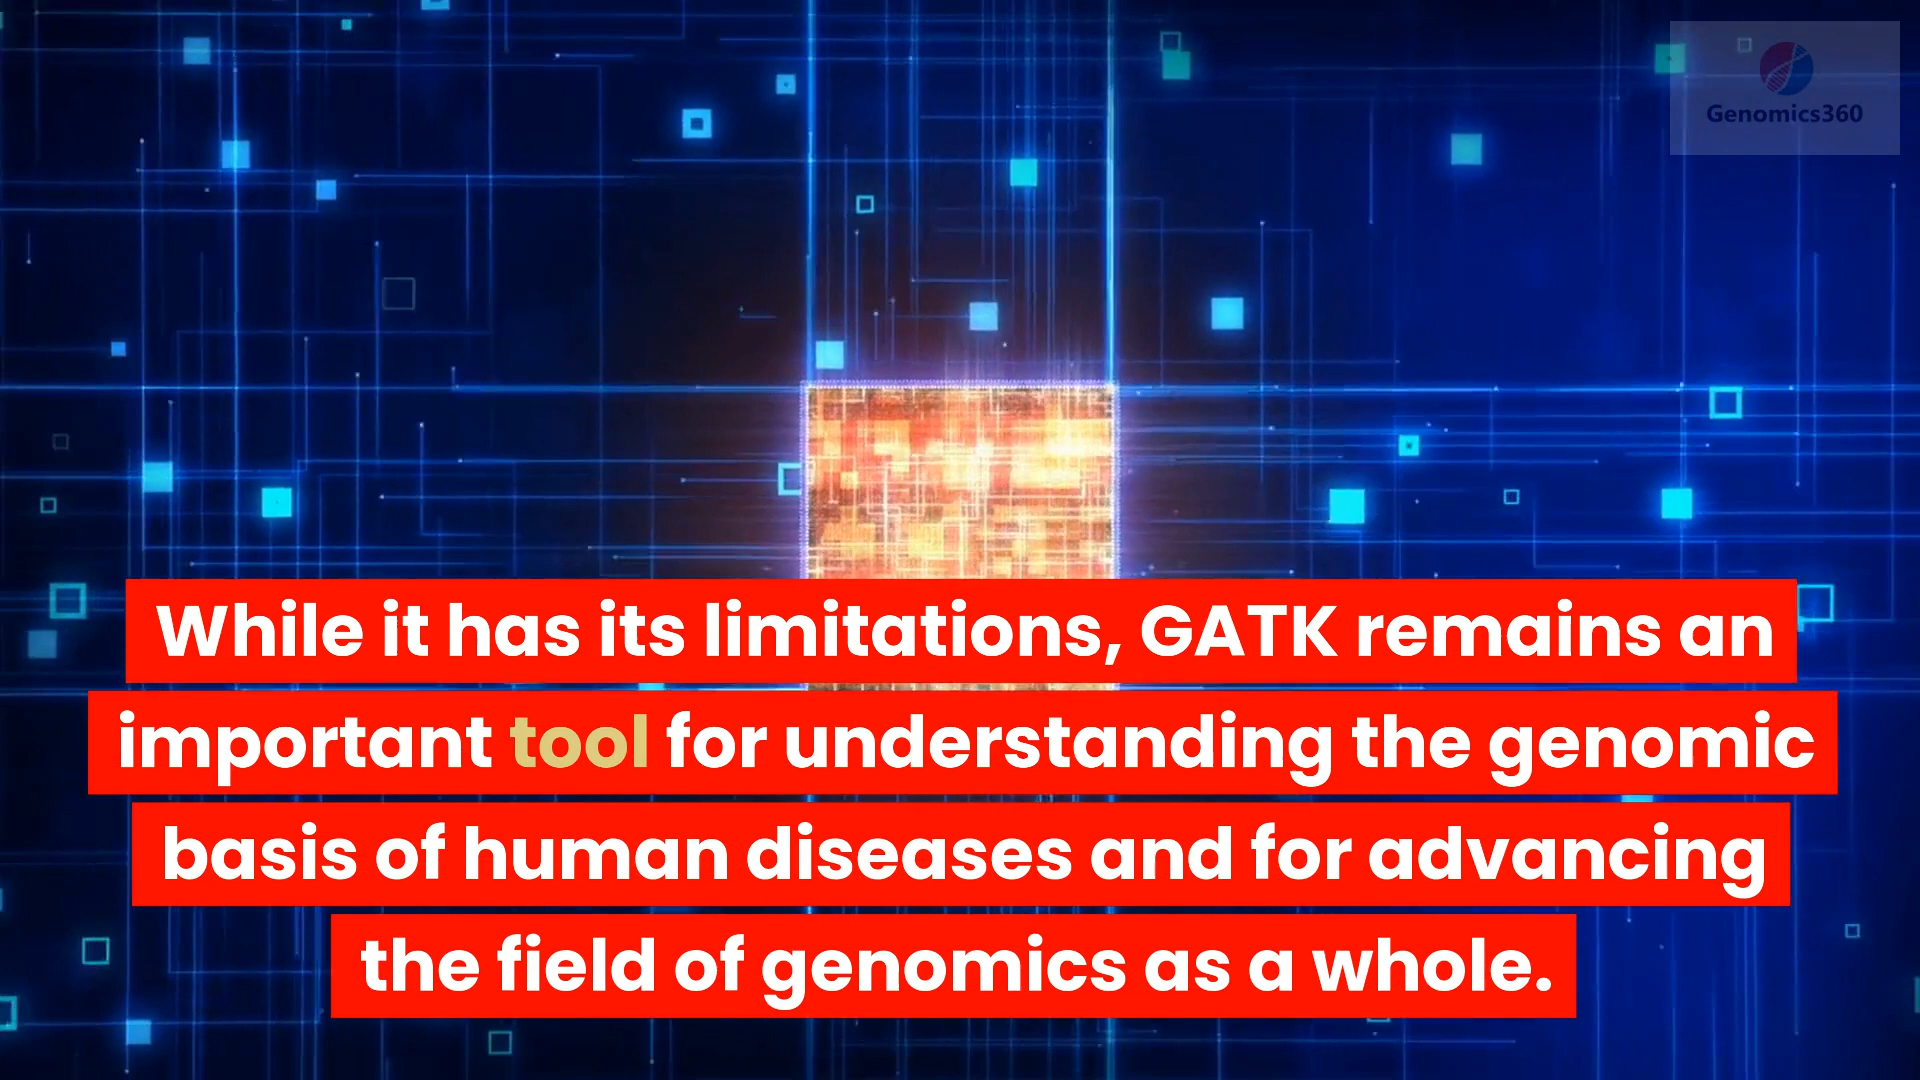 Genomics360
While it has its limitations, GATK remains an
important tool for understanding the genomic
basis of human diseases and for advancing
the field of genomics as a whole.